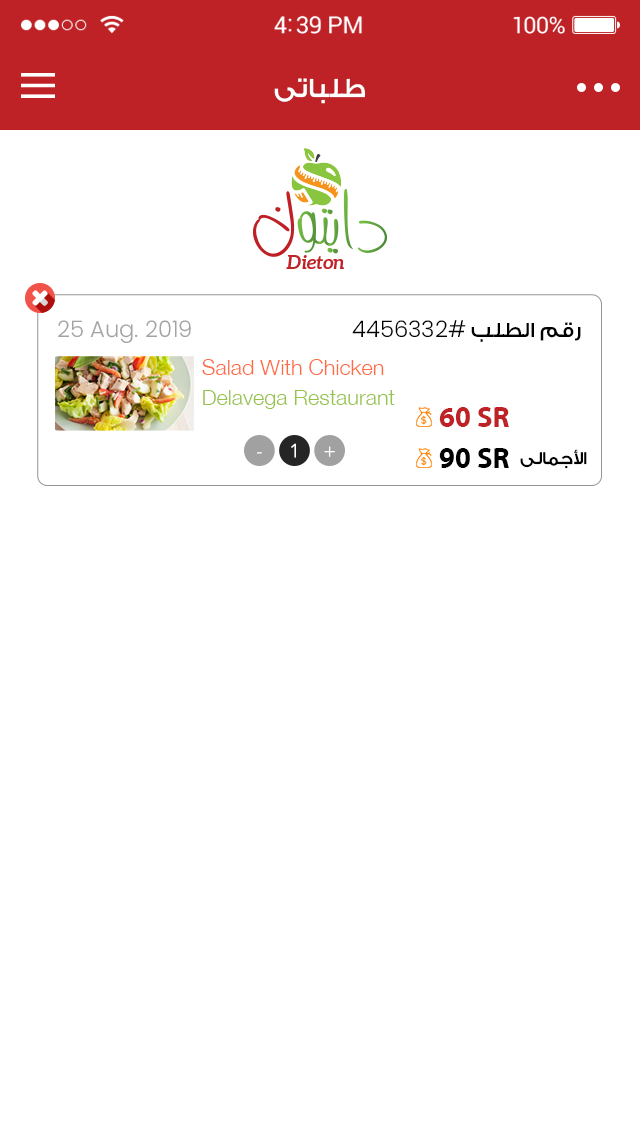 4:39 PM 100%
طلباتى
دايتون
Dieton
25 Aug. 2019 رقم الطلب #4456332
Salad With Chicken
Delavega Restaurant
60 SR
- 1 +
90 SR الأجمالى